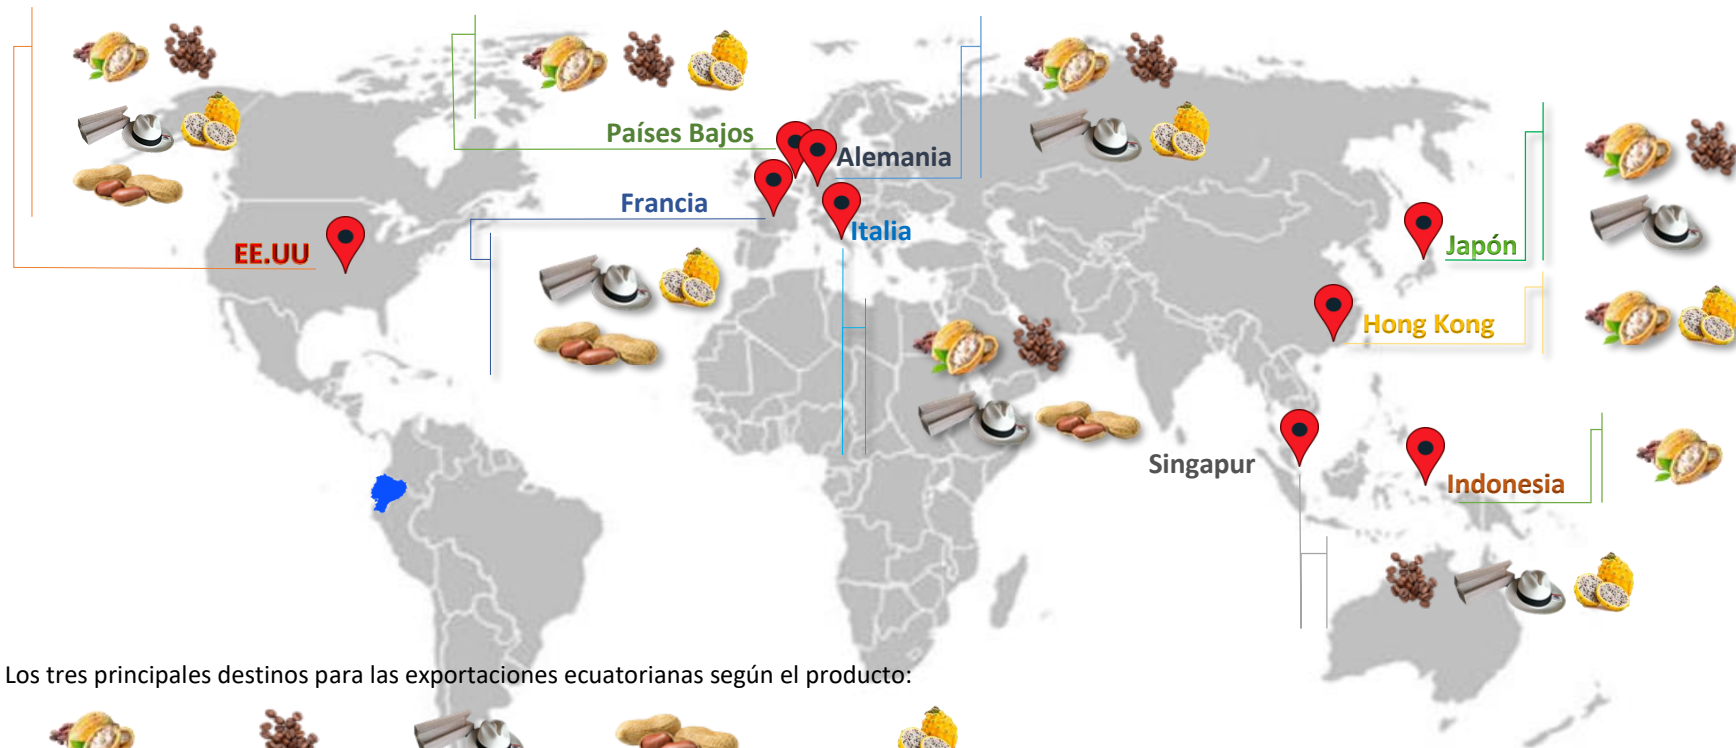 Países Bajos
Alemania
Francia
Italia
EE.UU
Japón
Hong Kong
Singapur
Indonesia
Los tres principales destinos para las exportaciones ecuatorianas según el producto: